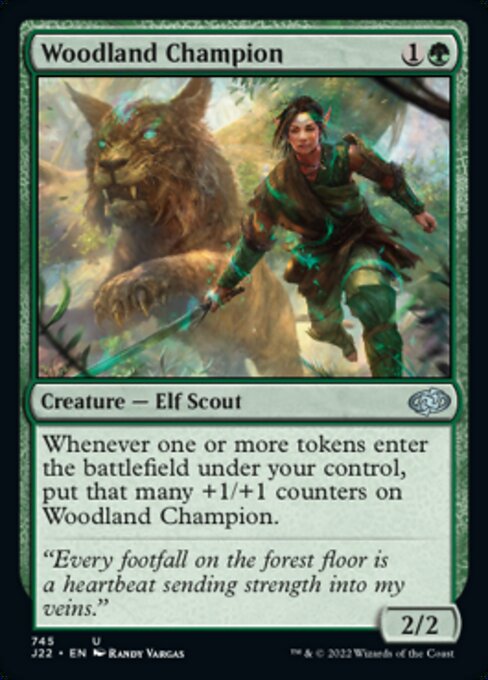 Woodland Champion 1
Creature — Elf Scout
Whenever one or more tokens enter
the battlefield under your control,
put that many +1/+1 counters on
Woodland Champion.
“Every footfall on the forest floor is
a heartbeat sending strength into my
veins.”
2/2
745 U
J22 • EN Randy Vargas
™ & © 2022 Wizards of the Coast